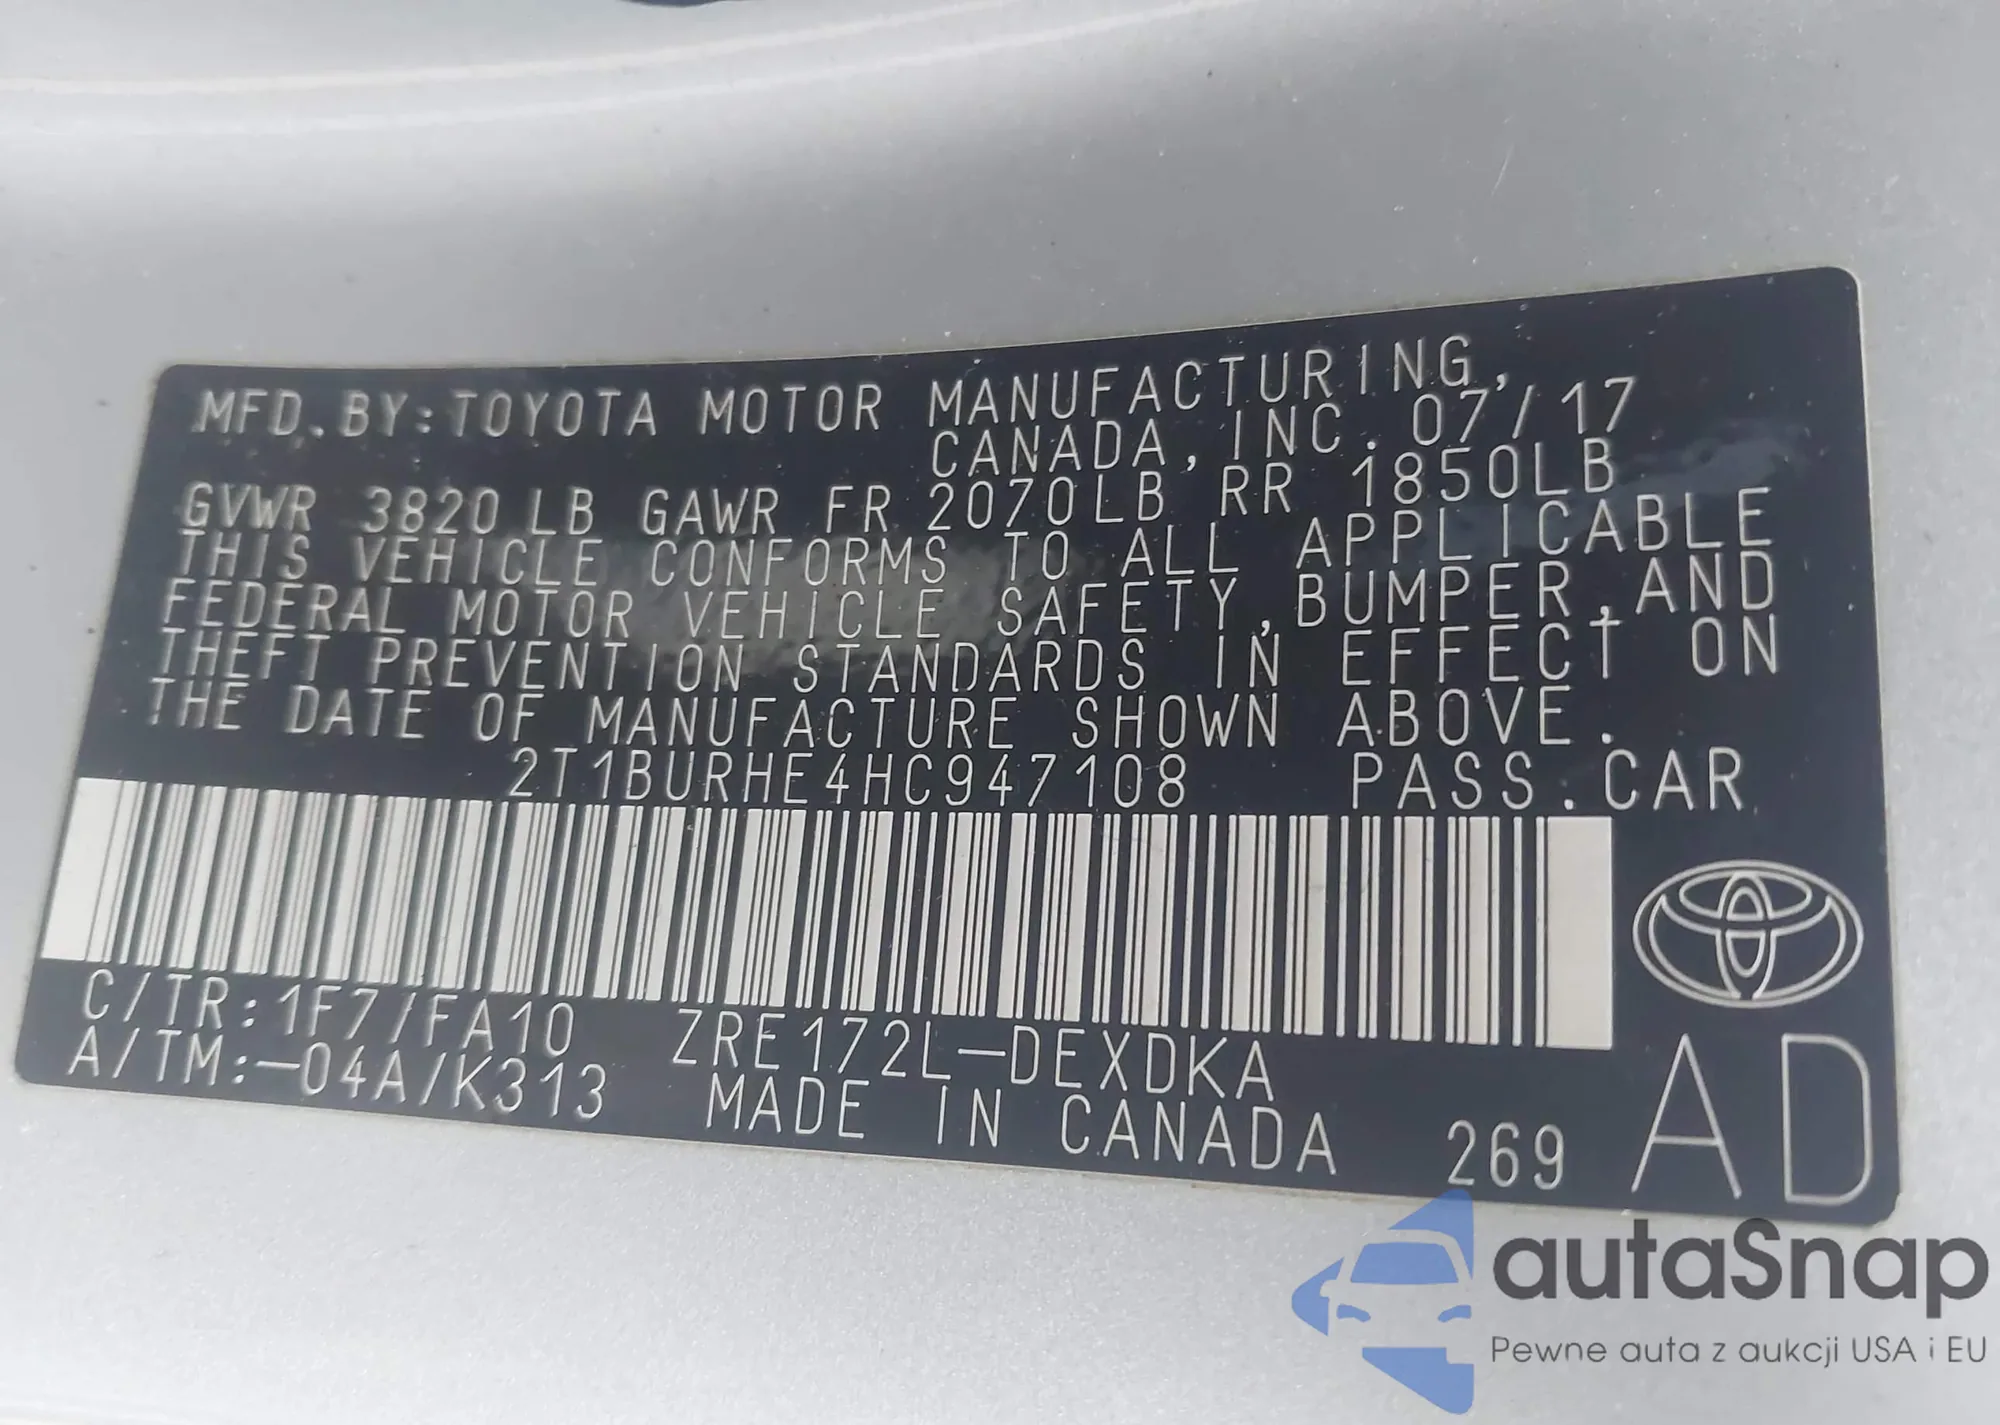 MFD. BY: TOYOTA MOTOR MANUFACTURING,
CANADA, INC. 07/17
GVWR 3820 LB GAWR FR 2070LB RR 1850LB
THIS VEHICLE CONFORMS TO ALL APPLICABLE
FEDERAL MOTOR VEHICLE SAFETY, BUMPER, AND
THEFT PREVENTION STANDARDS IN EFFECT ON
THE DATE OF MANUFACTURE SHOWN ABOVE.
2T1BURHE4HC947108 PASS. CAR
C/TR: 1F7/FA10 ZRE172L-DEXDKA
A/TM: -04A/K313 MADE IN CANADA 269 AD
autaSnap
Pewne auta z aukcji USA i EU